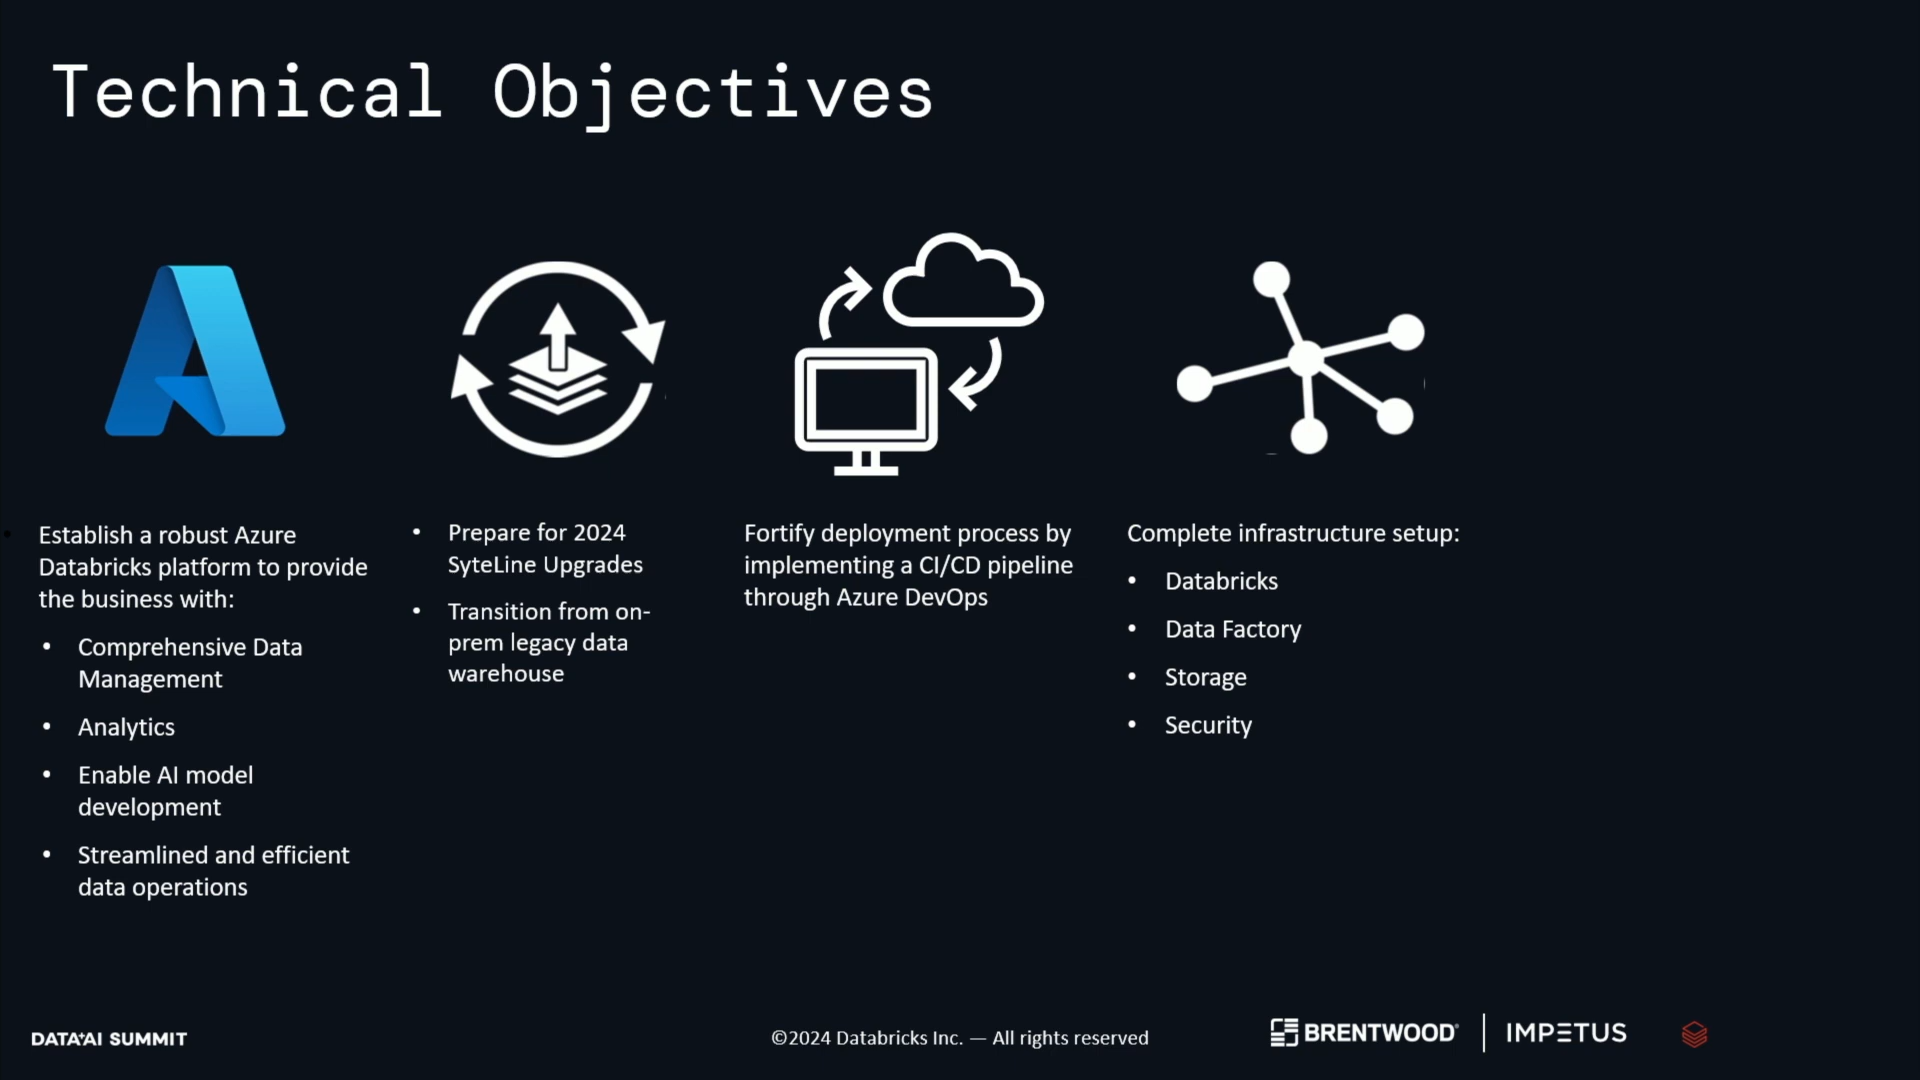 Technical Objectives
Establish a robust Azure
Databricks platform to provide
the business with:
• Comprehensive Data
Management
• Analytics
• Enable AI model
development
• Streamlined and efficient
data operations
• Prepare for 2024
SyteLine Upgrades
• Transition from on-
prem legacy data
warehouse
Fortify deployment process by
implementing a CI/CD pipeline
through Azure DevOps
Complete infrastructure setup:
• Databricks
• Data Factory
• Storage
• Security
DATA+AI SUMMIT
©2024 Databricks Inc. — All rights reserved
BRENTWOOD®
IMPETUS